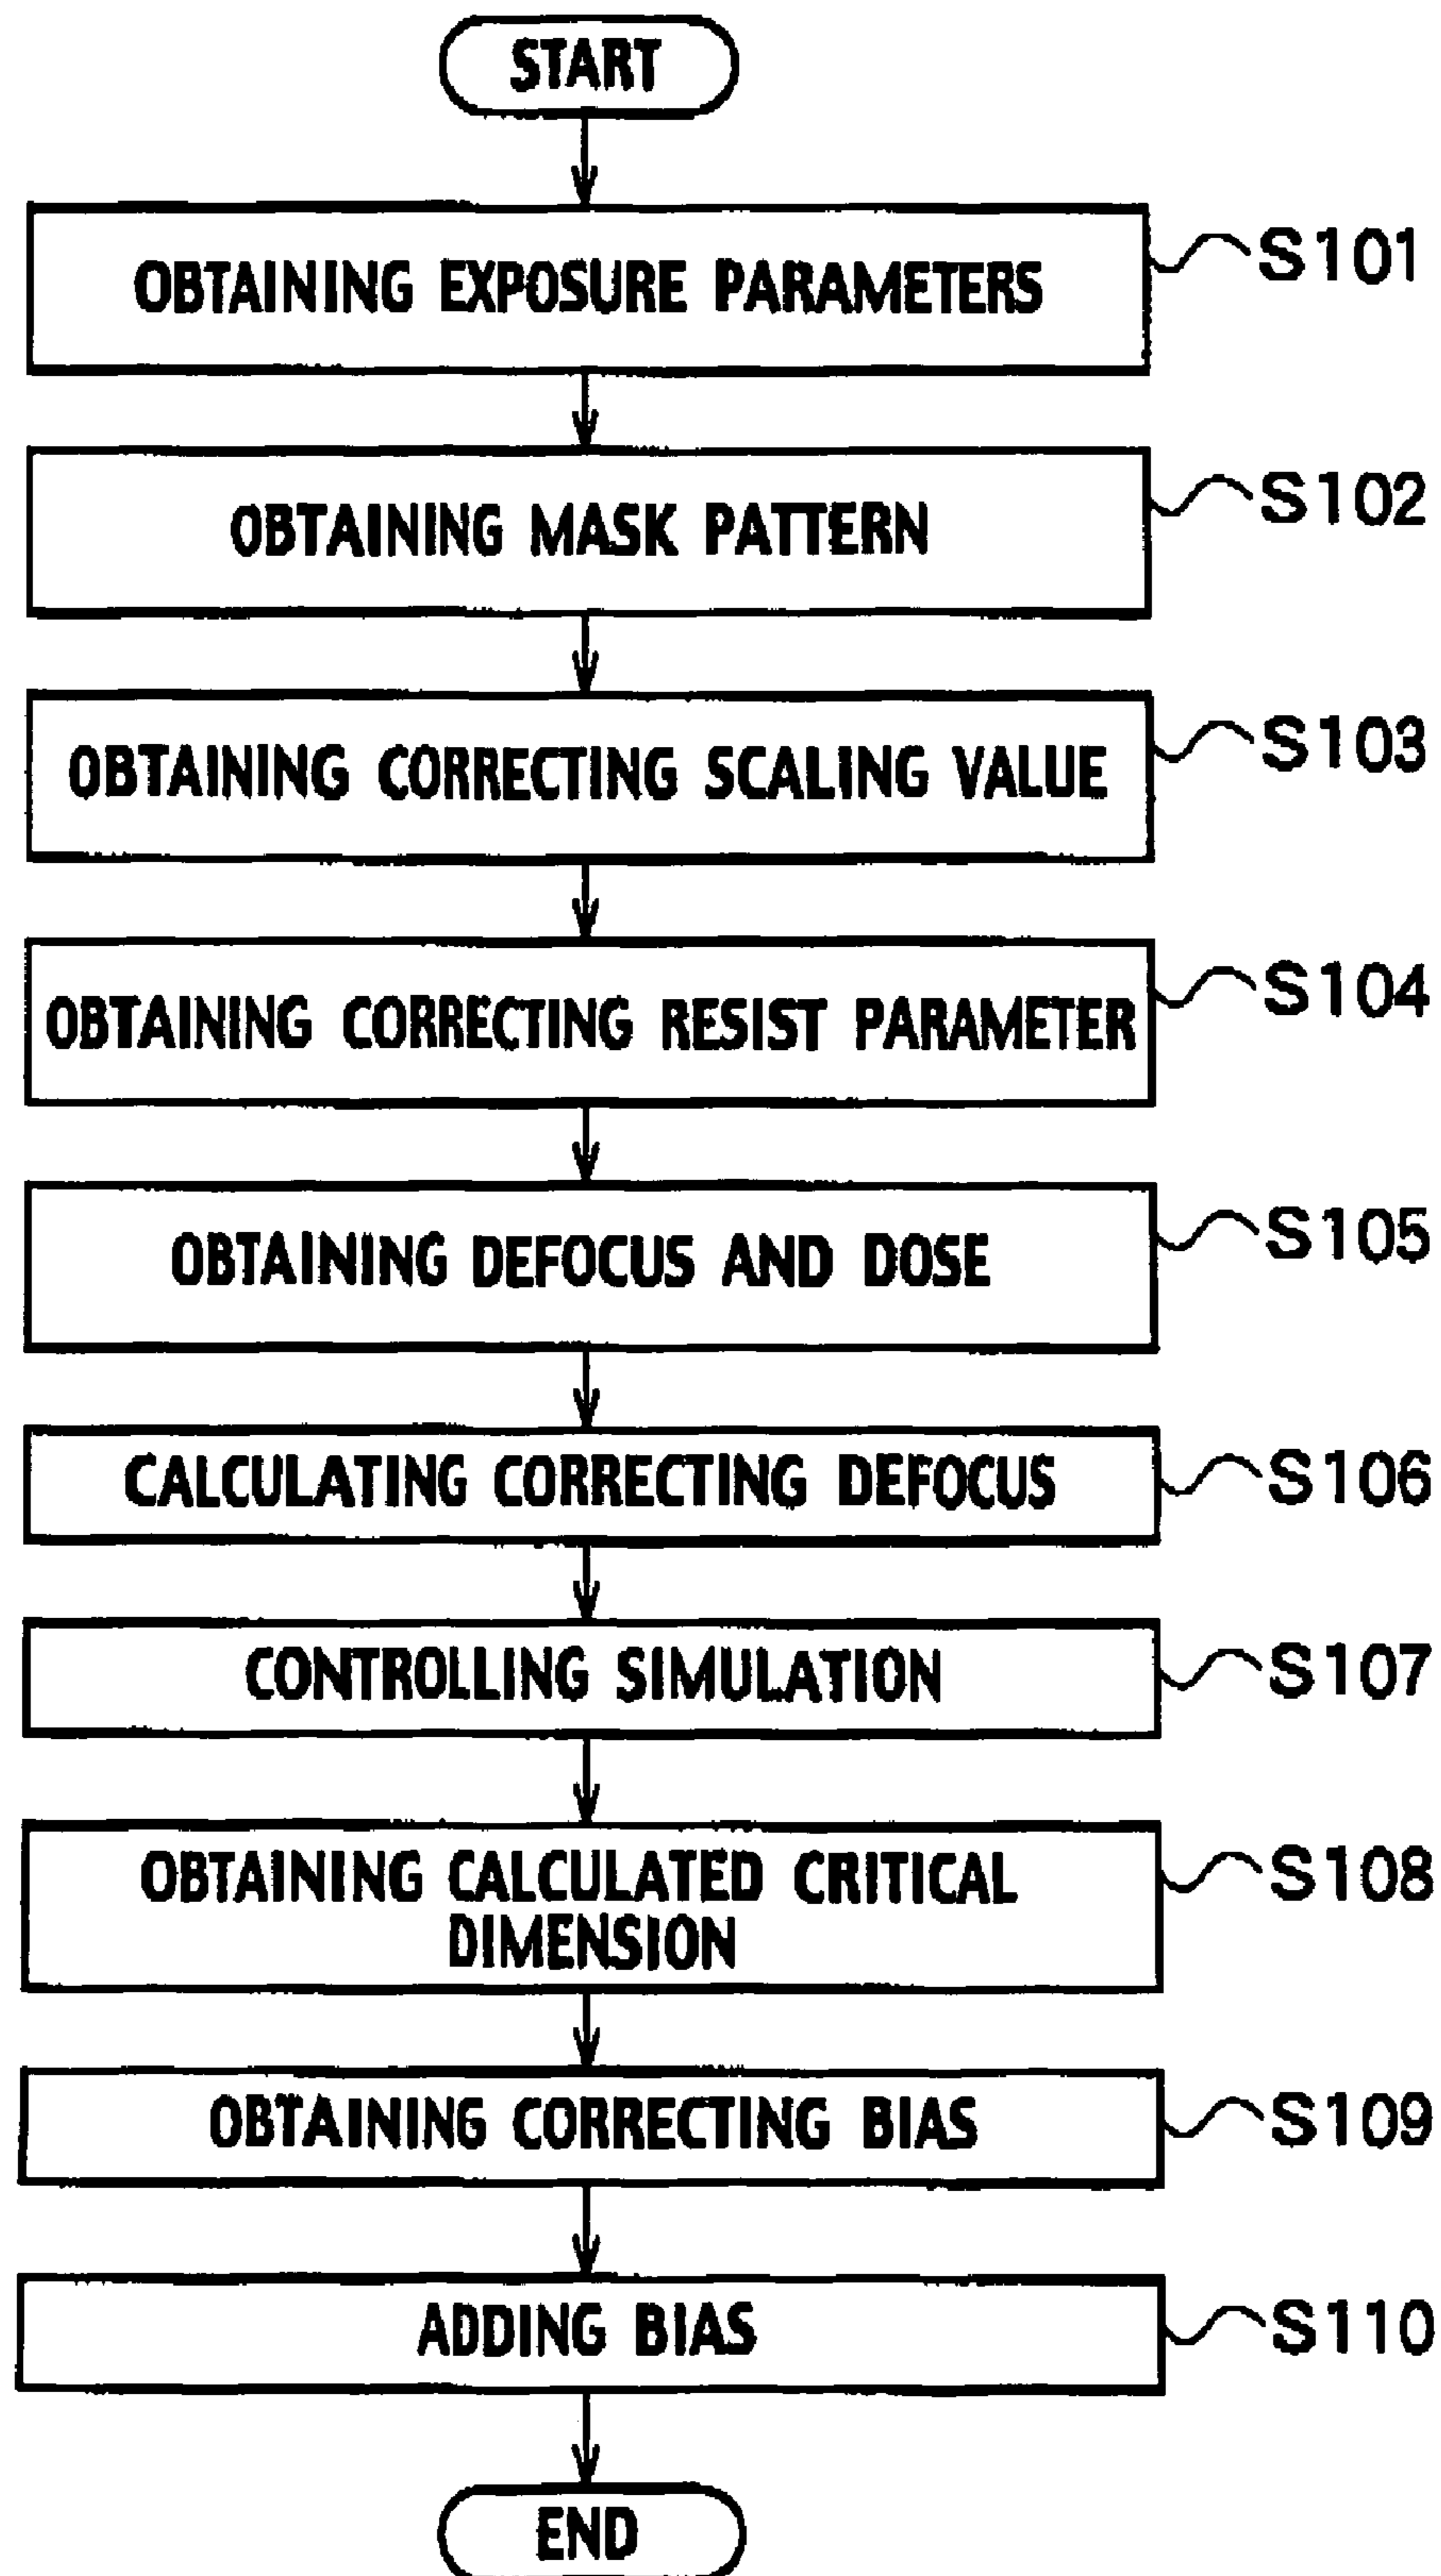 START
OBTAINING EXPOSURE PARAMETERS
S101
OBTAINING MASK PATTERN
S102
OBTAINING CORRECTING SCALING VALUE
S103
OBTAINING CORRECTING RESIST PARAMETER
S104
OBTAINING DEFOCUS AND DOSE
S105
CALCULATING CORRECTING DEFOCUS
S106
CONTROLLING SIMULATION
S107
OBTAINING CALCULATED CRITICAL
DIMENSION
S108
OBTAINING CORRECTING BIAS
S109
ADDING BIAS
S110
END